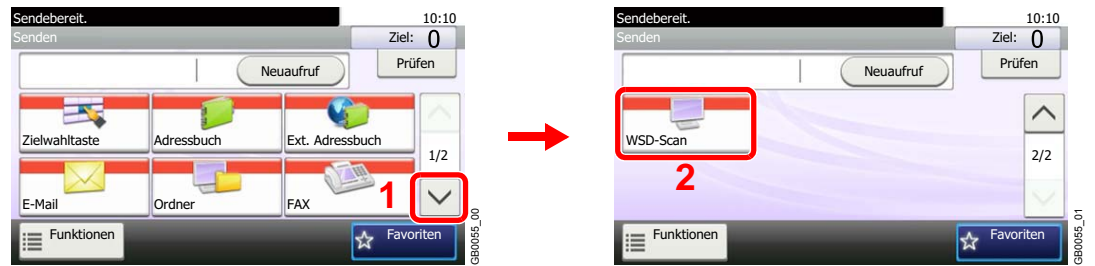 Sendebereit. 10:10
Senden Ziel: 0
Neuaufruf Prüfen
Zielwahltaste Adressbuch Ext. Adressbuch
1/2
E-Mail Ordner FAX 1
Funktionen Favoriten
GB0055_00
Sendebereit. 10:10
Senden Ziel: 0
Neuaufruf Prüfen
WSD-Scan
2/2
2
Funktionen Favoriten
GB0055_01